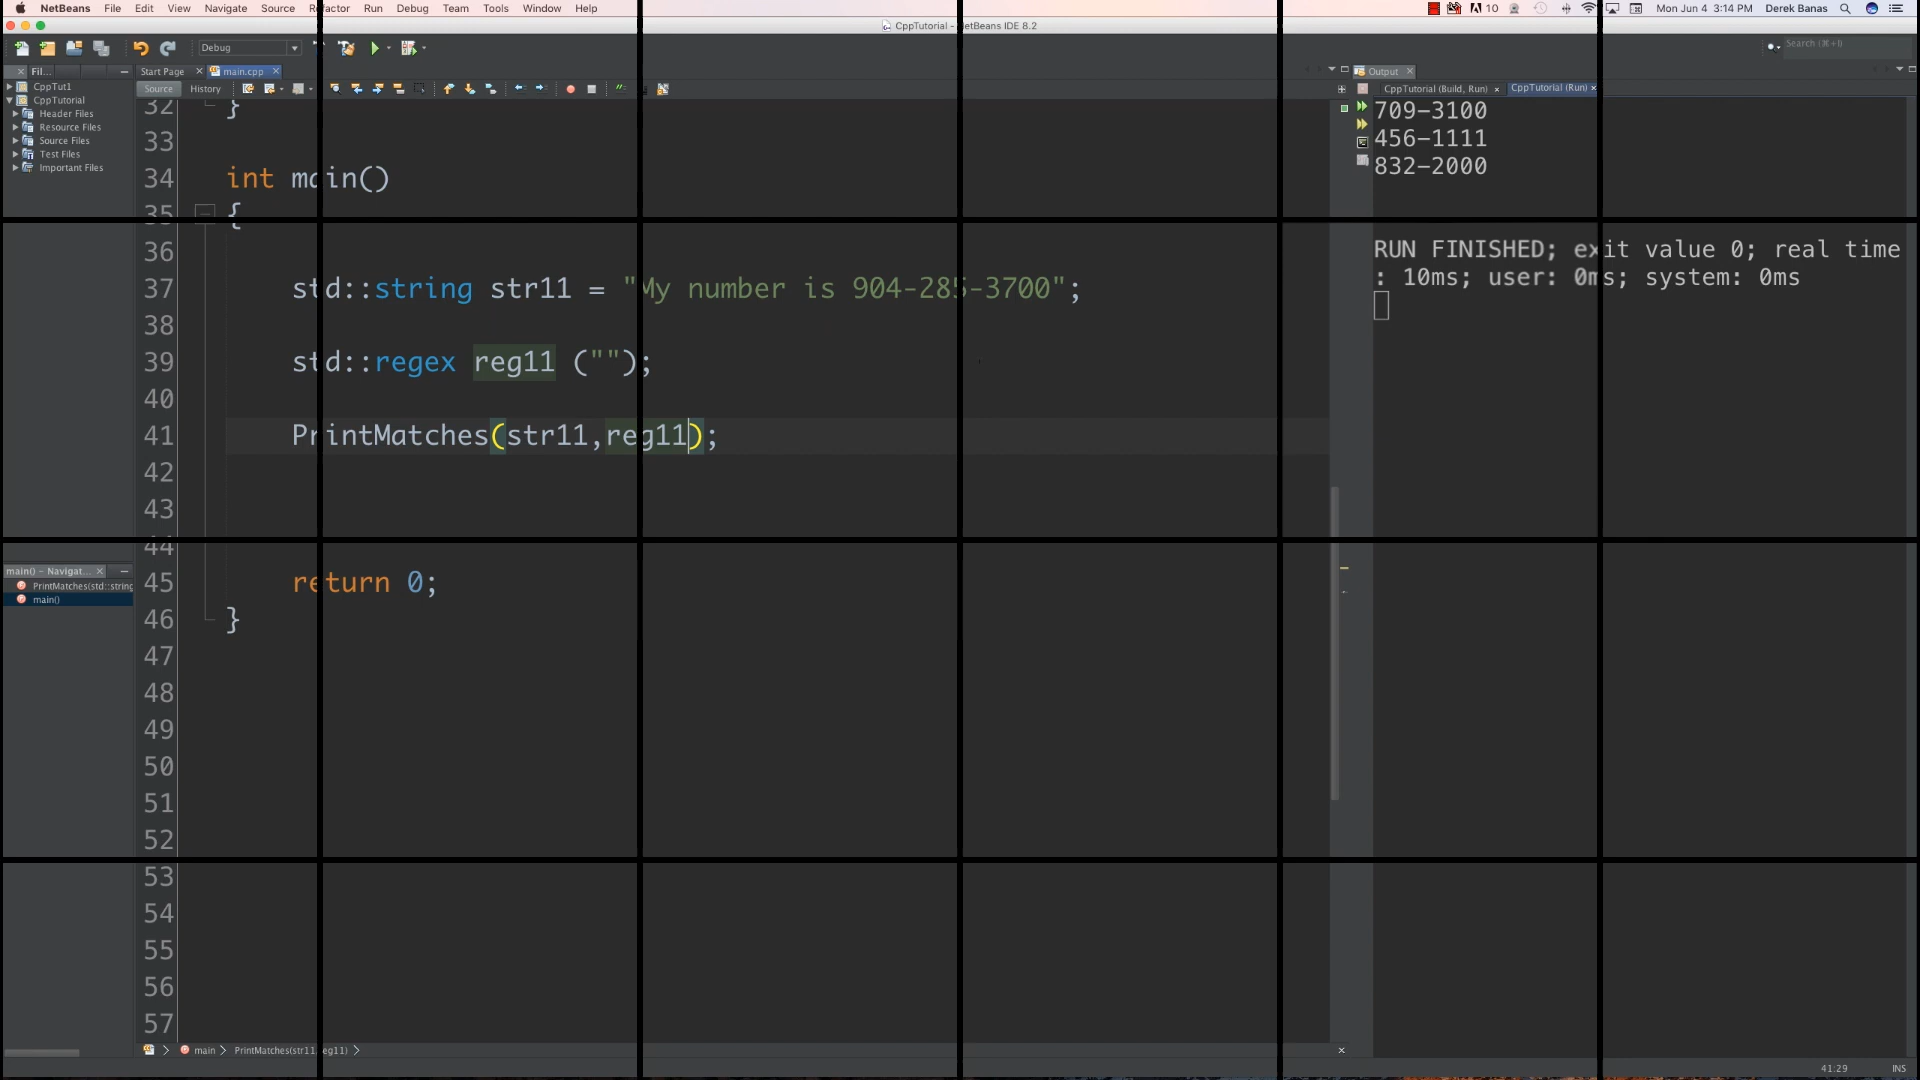 NetBeans File Edit View Navigate Source Refactor Run Debug Team Tools Window Help 10 Mon Jun 4 3:14 PM Derek Banas
CppTutorial - NetBeans IDE 8.2
Debug
Search (⌘+I)
Fil...
Start Page
main.cpp
Output
CppTut1
CppTutorial
Header Files
Resource Files
Source Files
Test Files
Important Files
Source History
CppTutorial (Build, Run)
CppTutorial (Run)
32 }
33
34 int main()
35 {
36
37 std::string str11 = "My number is 904-285-3700";
38
39 std::regex reg11 ("");
40
41 PrintMatches(str11,reg11);
42
43
44
45 return 0;
46 }
47
48
49
50
51
52
53
54
55
56
57
709-3100
456-1111
832-2000
RUN FINISHED; exit value 0; real time
: 10ms; user: 0ms; system: 0ms
main() - Navigat...
PrintMatches(std::string
main()
main PrintMatches(str11,reg11)
41:29 INS